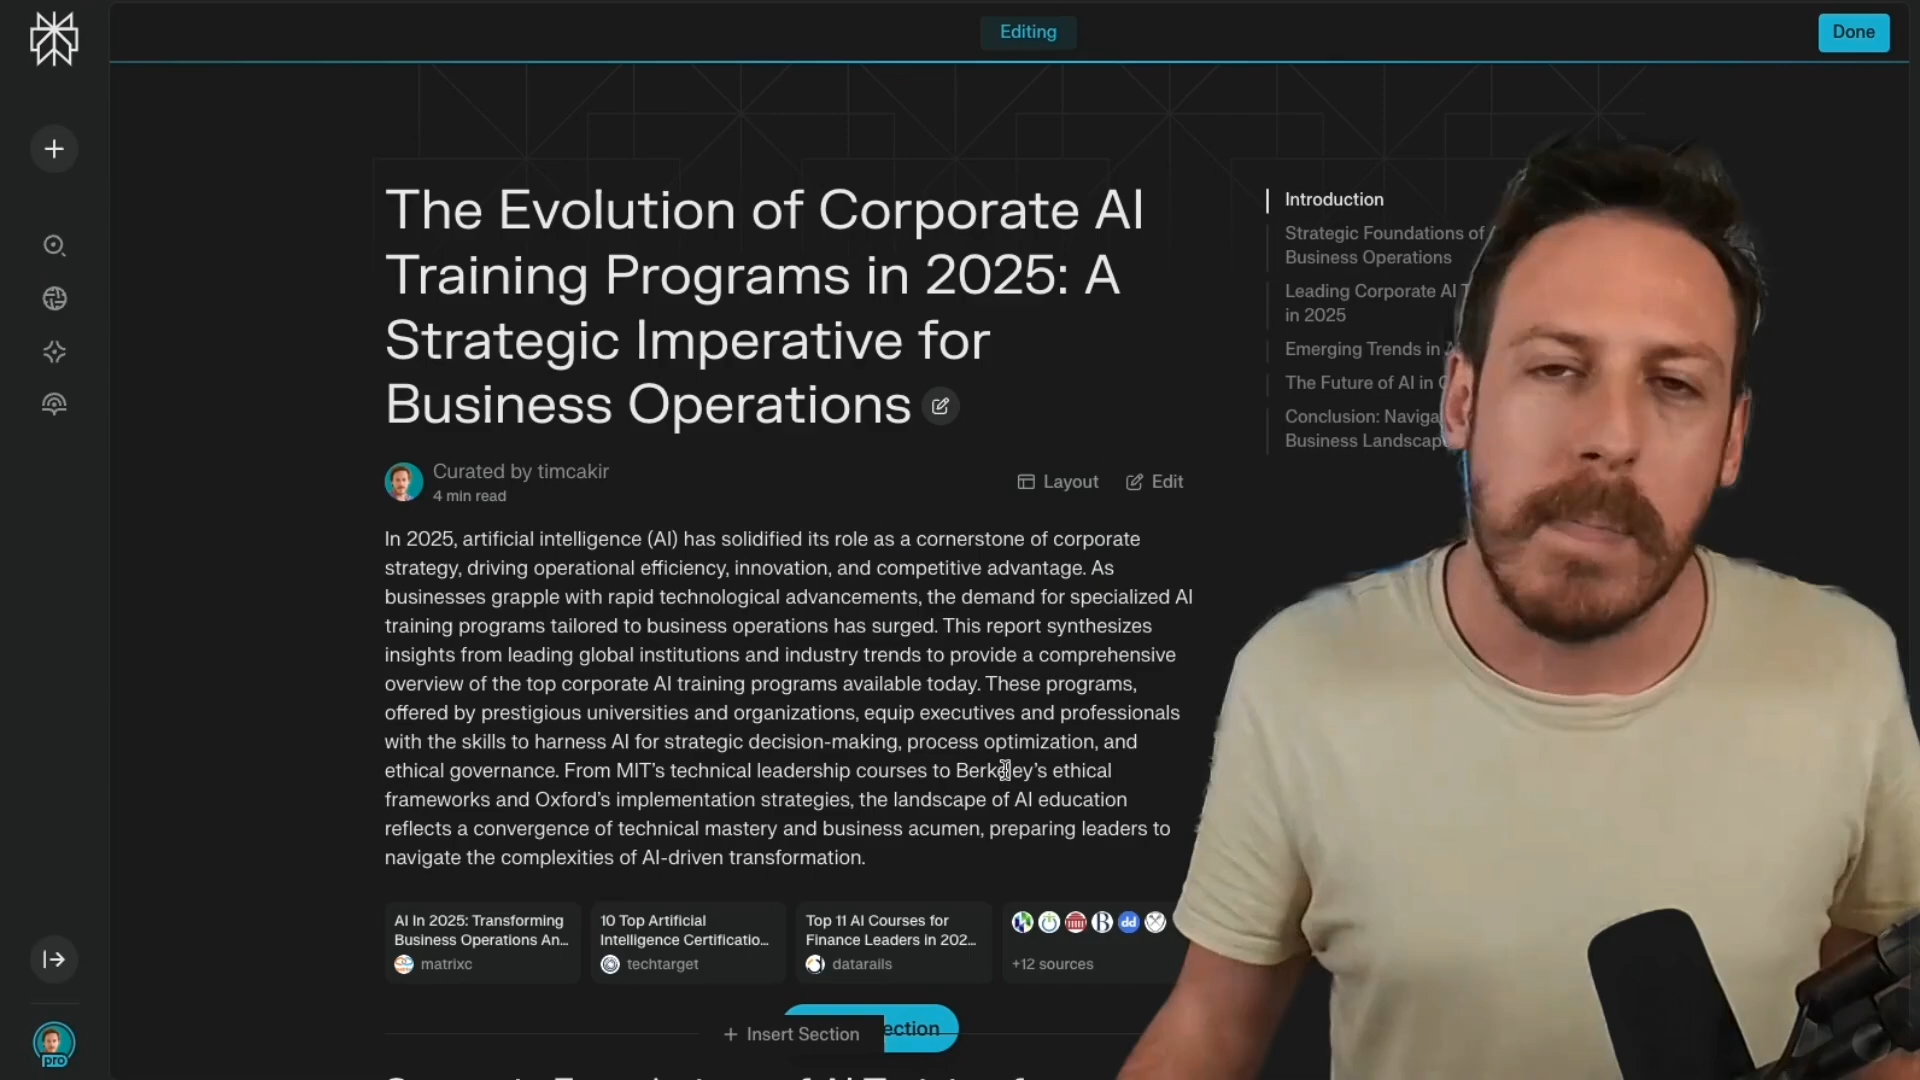 Editing
Done
The Evolution of Corporate AI
Training Programs in 2025: A
Strategic Imperative for
Business Operations
Curated by timcakir
4 min read
Layout
Edit
In 2025, artificial intelligence (AI) has solidified its role as a cornerstone of corporate
strategy, driving operational efficiency, innovation, and competitive advantage. As
businesses grapple with rapid technological advancements, the demand for specialized AI
training programs tailored to business operations has surged. This report synthesizes
insights from leading global institutions and industry trends to provide a comprehensive
overview of the top corporate AI training programs available today. These programs,
offered by prestigious universities and organizations, equip executives and professionals
with the skills to harness AI for strategic decision-making, process optimization, and
ethical governance. From MIT’s technical leadership courses to Berkeley’s ethical
frameworks and Oxford’s implementation strategies, the landscape of AI education
reflects a convergence of technical mastery and business acumen, preparing leaders to
navigate the complexities of AI-driven transformation.
AI In 2025: Transforming
Business Operations An...
matrixc
10 Top Artificial
Intelligence Certificatio...
techtarget
Top 11 AI Courses for
Finance Leaders in 202...
datarails
B
dd
+12 sources
+ Insert Section
ection
Introduction
Strategic Foundations of
Business Operations
Leading Corporate AI
in 2025
Emerging Trends in
The Future of AI in
Conclusion:
Business
pro